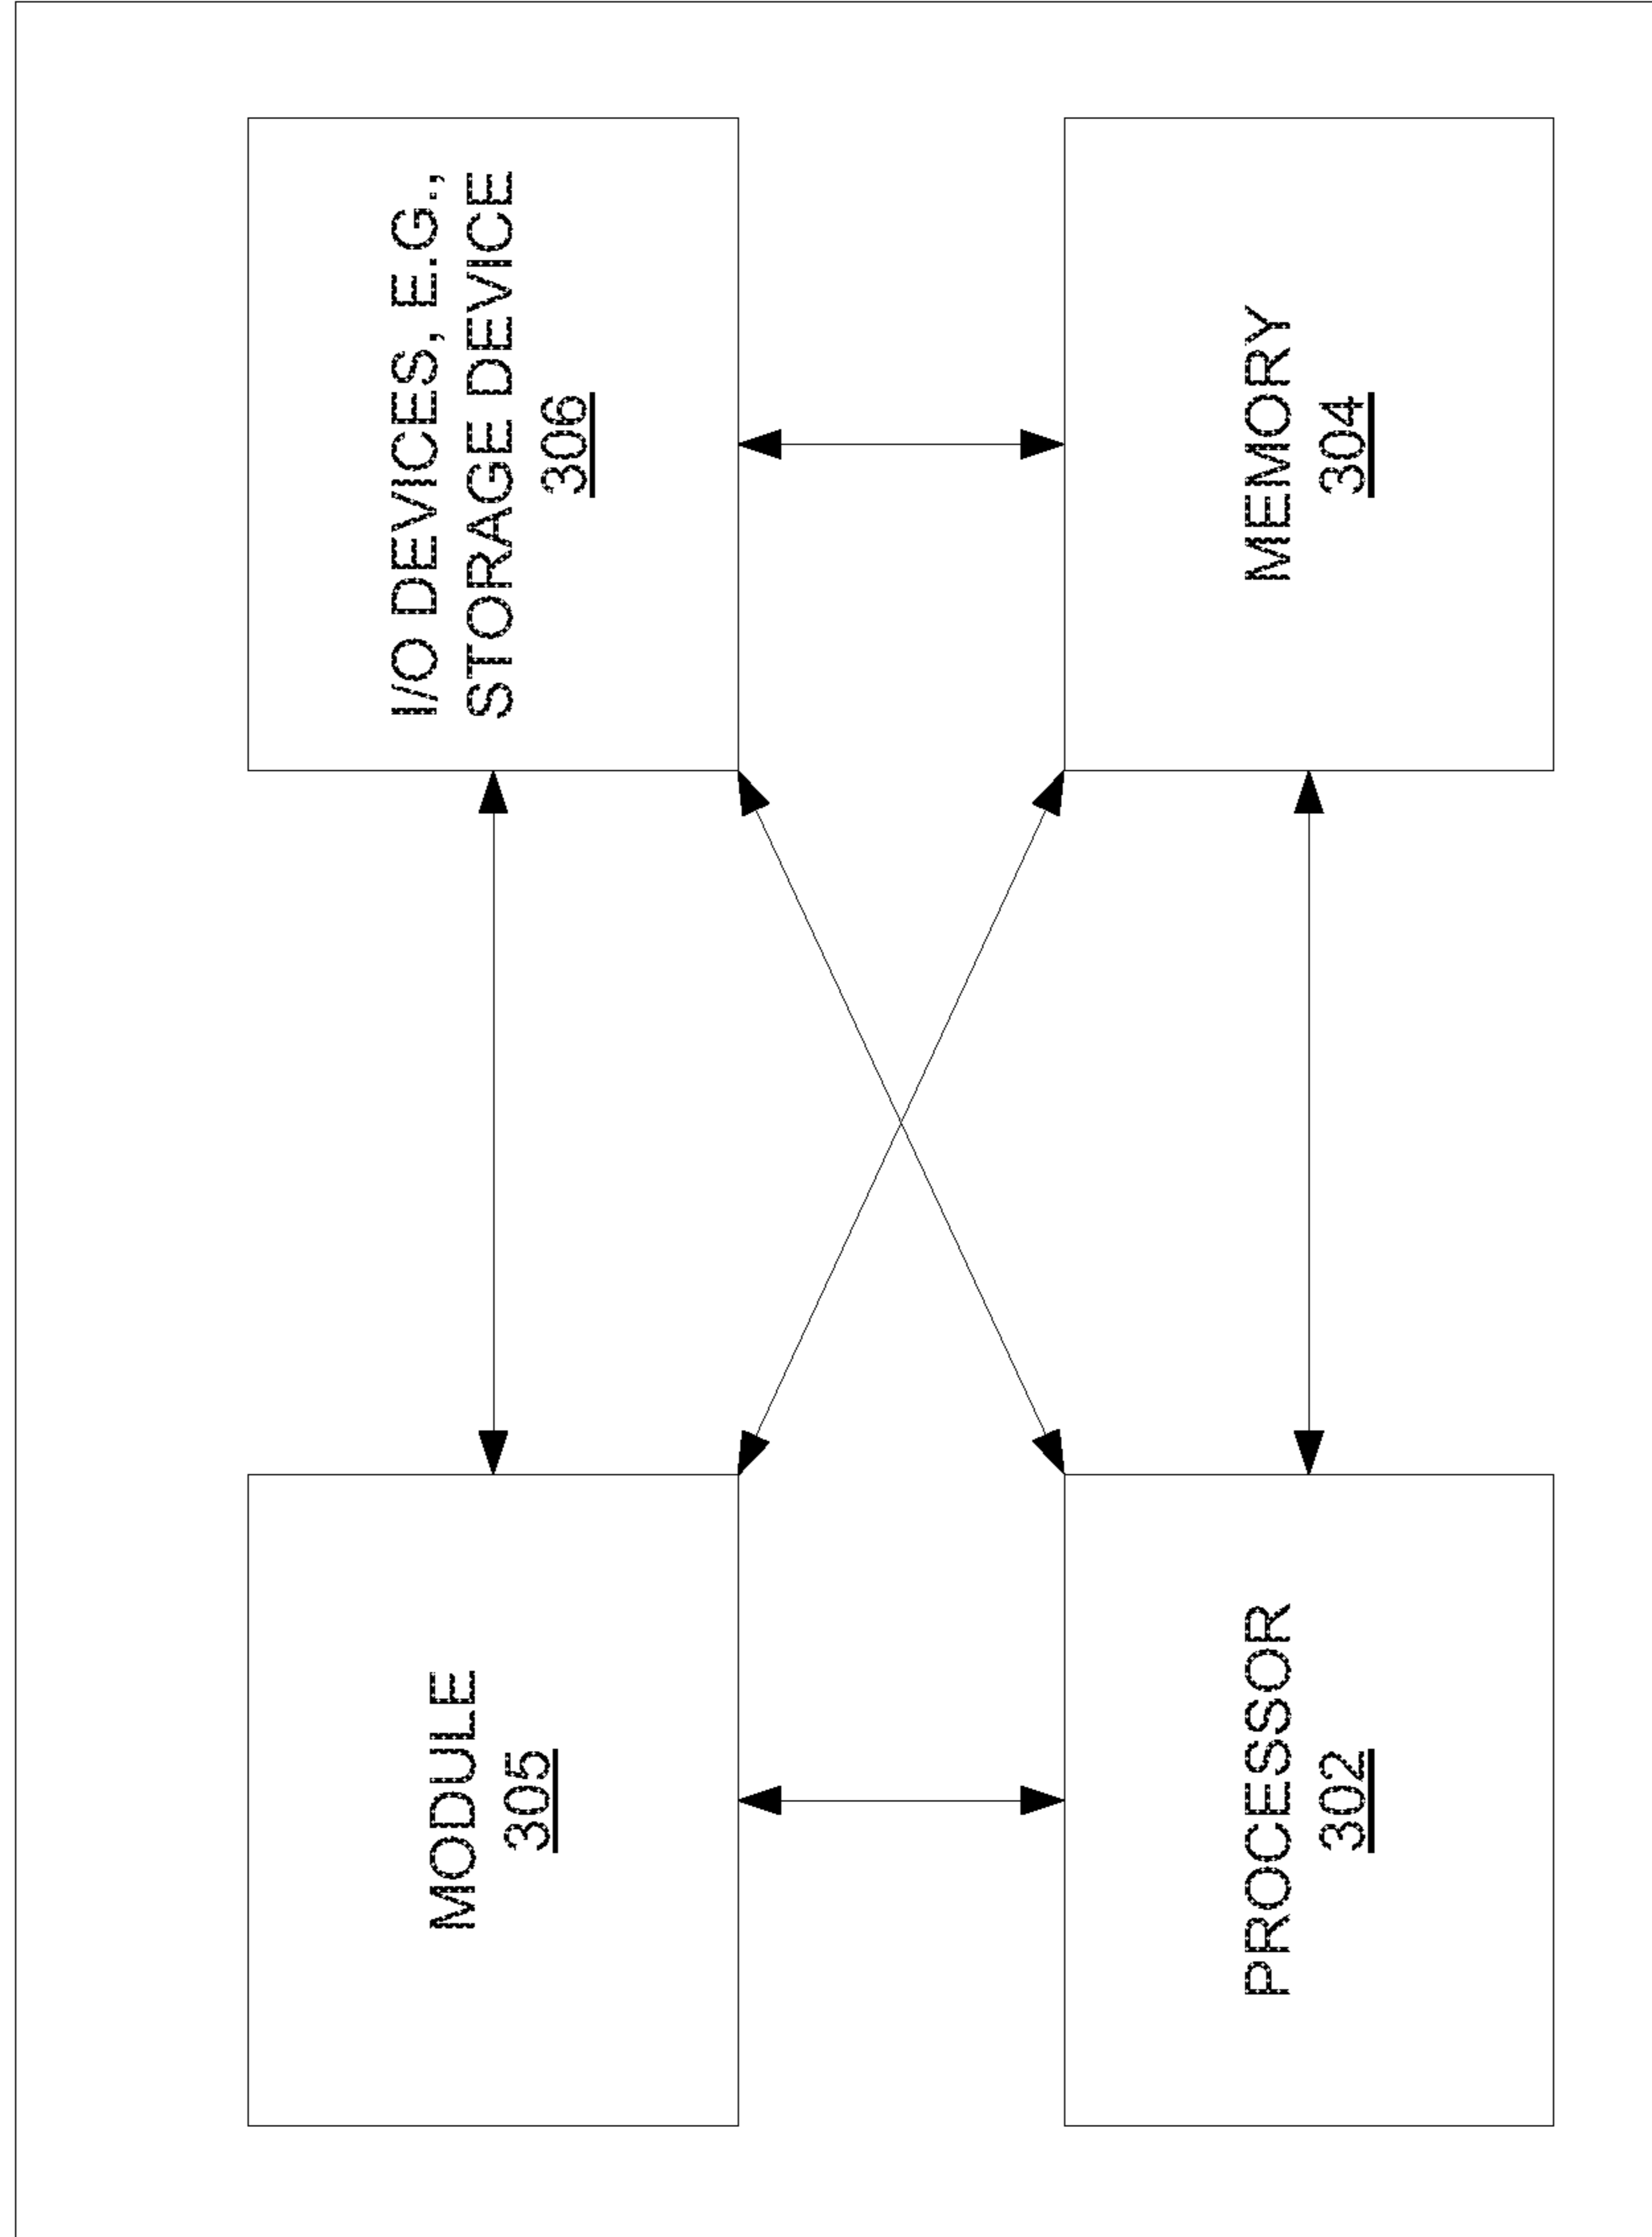 MODULE
305
I/O DEVICES, E.G.,
STORAGE DEVICE
306
PROCESSOR
302
MEMORY
304